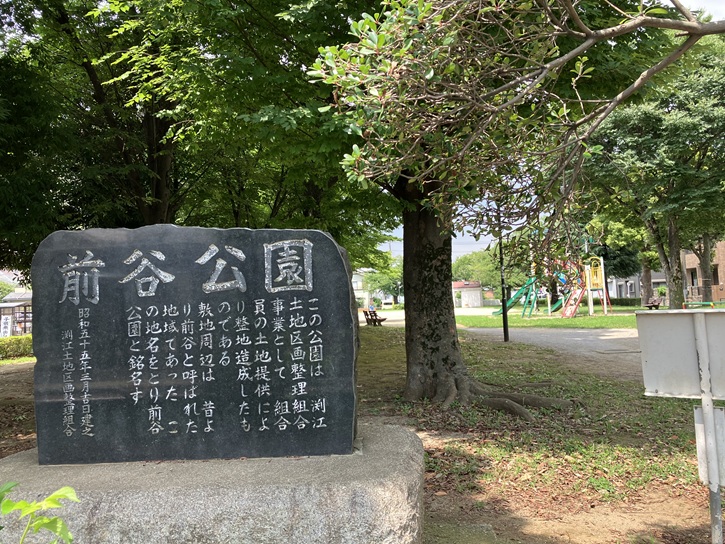 前谷公園
この公園は　渕江
土地区画整理組合
事業として　組合
員の土地提供によ
り整地造成したも
のである
敷地周辺は　昔よ
り前谷と呼ばれた
地域であった　こ
の地名をとり前谷
公園と銘名す
昭和五十五年三月吉日建之
渕江土地区画整理組合